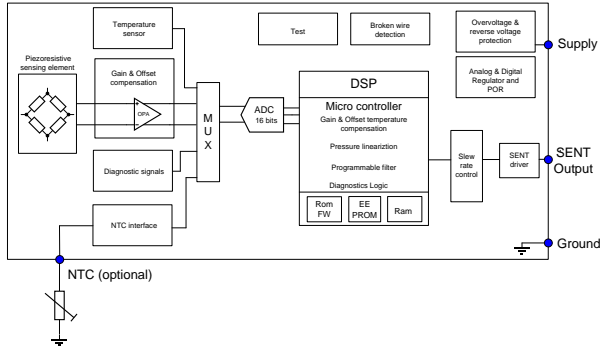 Temperature
sensor
Test
Broken wire
detection
Overvoltage &
reverse voltage
protection
Supply
Piezoresistive
sensing element
Gain & Offset
compensation
OPA
+
-
M
U
X
ADC
16 bits
DSP
Micro controller
Gain & Offset temperature
compensation
Pressure lineariztion
Programmable filter
Diagnostics Logic
Rom
FW
EE
PROM
Ram
Analog & Digital
Regulator and
POR
Slew
rate
control
SENT
driver
SENT
Output
Diagnostic signals
NTC interface
Ground
NTC (optional)